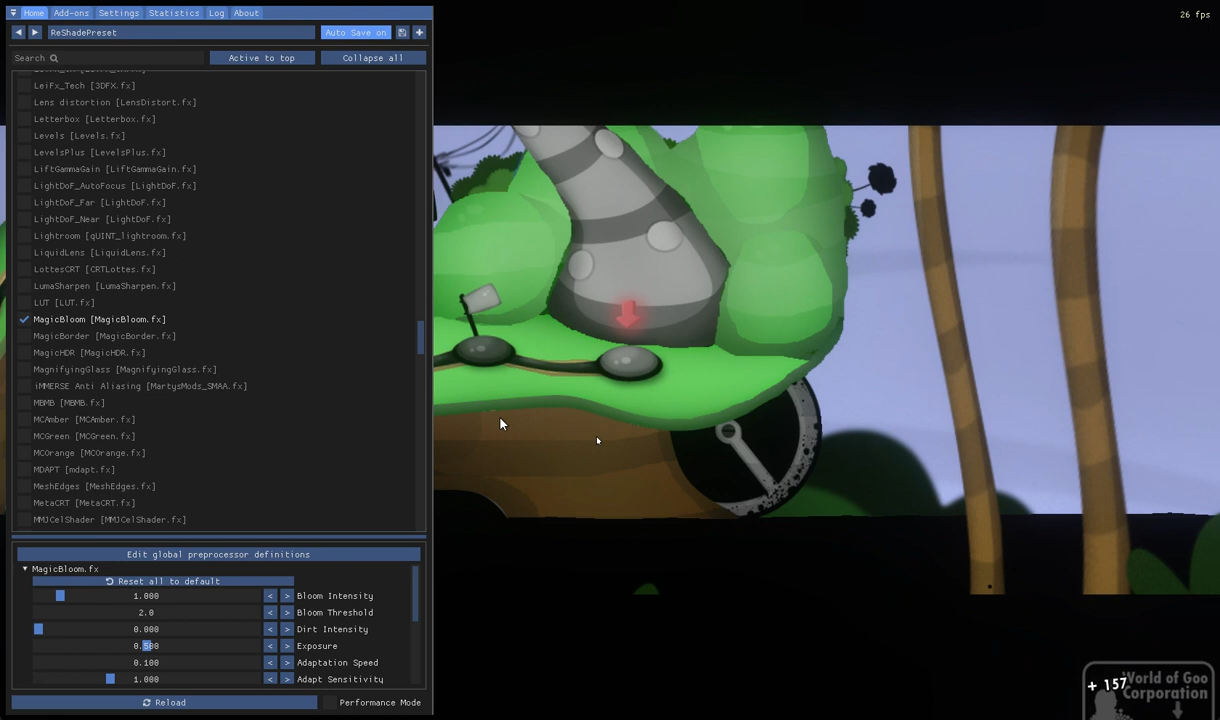 Home Add-ons Settings Statistics Log About
26 fps
ReShadePreset Auto Save on
Search Active to top Collapse all
LeiFx_Tech [3DFX.fx]
Lens distortion [LensDistort.fx]
Letterbox [Letterbox.fx]
Levels [Levels.fx]
LevelsPlus [LevelsPlus.fx]
LiftGammaGain [LiftGammaGain.fx]
LightDoF_AutoFocus [LightDoF.fx]
LightDoF_Far [LightDoF.fx]
LightDoF_Near [LightDoF.fx]
Lightroom [qUINT_lightroom.fx]
LiquidLens [LiquidLens.fx]
LottesCRT [CRTLottes.fx]
LumaSharpen [LumaSharpen.fx]
LUT [LUT.fx]
MagicBloom [MagicBloom.fx]
MagicBorder [MagicBorder.fx]
MagicHDR [MagicHDR.fx]
MagnifyingGlass [MagnifyingGlass.fx]
iMMERSE Anti Aliasing [MartysMods_SMAA.fx]
MBMB [MBMB.fx]
MCAmber [MCAmber.fx]
MCGreen [MCGreen.fx]
MCOrange [MCOrange.fx]
MDAPT [mdapt.fx]
MeshEdges [MeshEdges.fx]
MetaCRT [MetaCRT.fx]
MMJCelShader [MMJCelShader.fx]
Edit global preprocessor definitions
MagicBloom.fx
Reset all to default
1.000 < > Bloom Intensity
2.0 < > Bloom Threshold
0.000 < > Dirt Intensity
0.500 < > Exposure
0.100 < > Adaptation Speed
1.000 < > Adapt Sensitivity
Reload Performance Mode
+ 157
World of Goo
Corporation